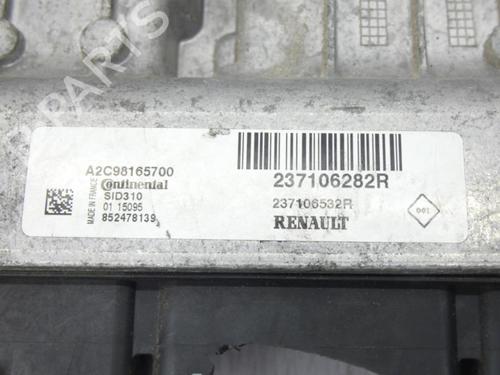 A2C98165700
Continental
SID310
01 15095
852478139
MADE IN FRANCE
237106282R
237106532R
RENAULT
001
PARTS